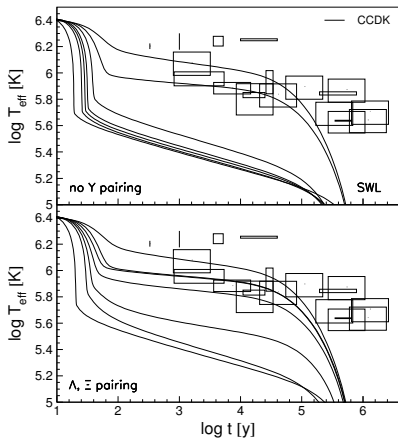 6.4
6.2
6
5.8
5.6
5.4
5.2
5
log T_eff [K]
CCDK
no Y pairing
SWL
6.4
6.2
6
5.8
5.6
5.4
5.2
5
log T_eff [K]
Λ, Ξ pairing
1 2 3 4 5 6
log t [y]